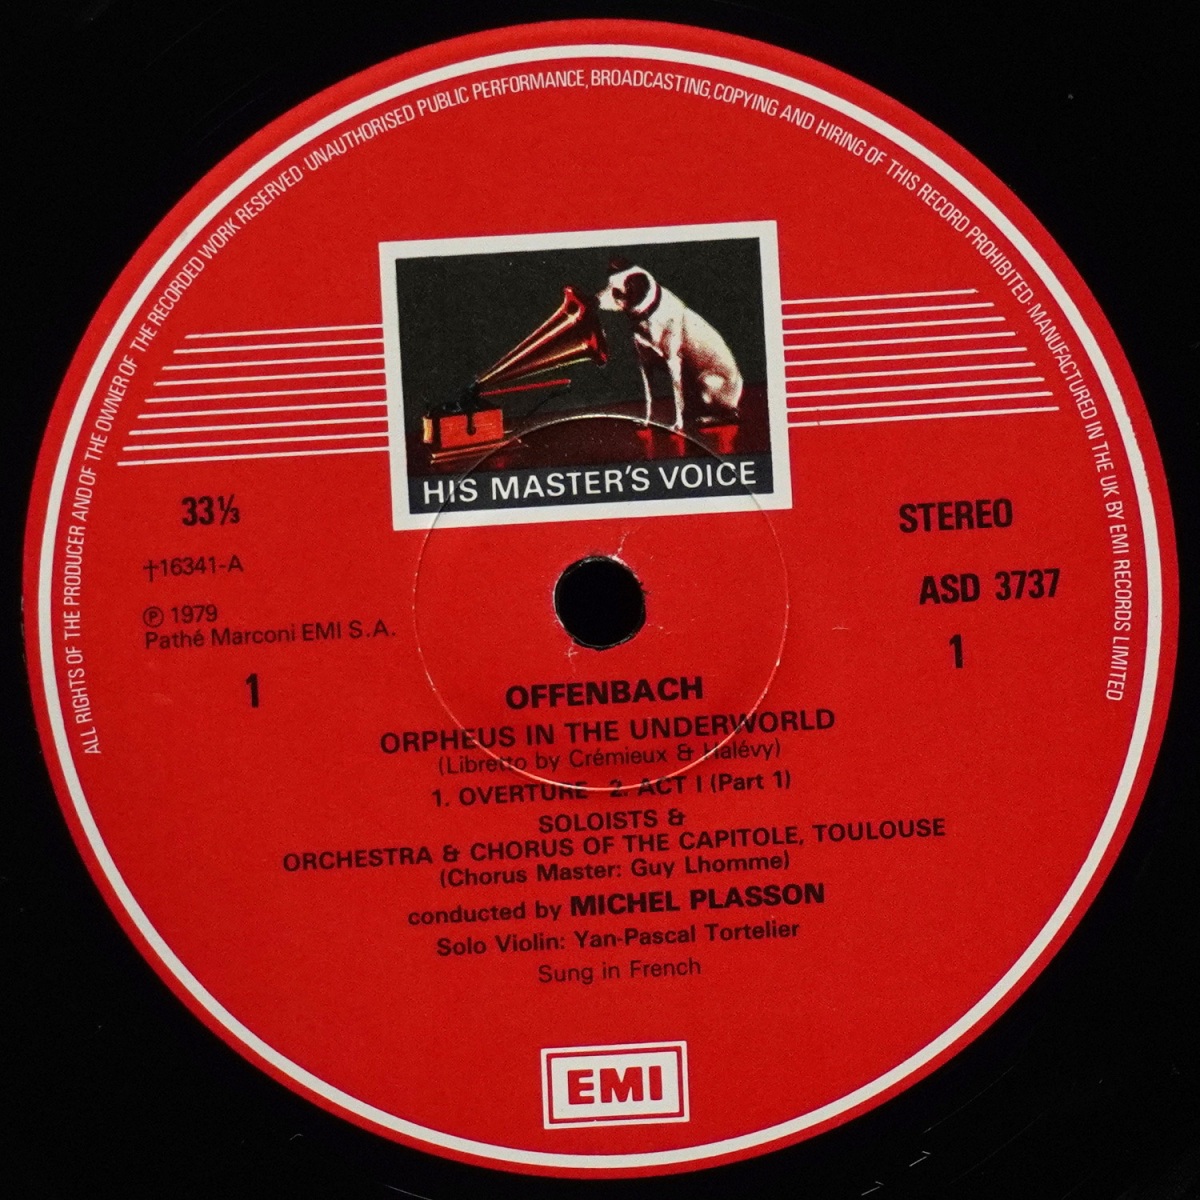 ALL RIGHTS OF THE PRODUCER AND OF THE OWNER OF THE RECORDED WORK RESERVED · UNAUTHORISED PUBLIC PERFORMANCE, BROADCASTING, COPYING AND HIRING OF THIS RECORD PROHIBITED · MANUFACTURED IN THE UK BY EMI RECORDS LIMITED
HIS MASTER'S VOICE
33⅓
STEREO
†16341-A
ASD 3737
℗ 1979
Pathé Marconi EMI S.A.
1
1
OFFENBACH
ORPHEUS IN THE UNDERWORLD
(Libretto by Crémieux & Halévy)
1. OVERTURE 2. ACT I (Part 1)
SOLOISTS &
ORCHESTRA & CHORUS OF THE CAPITOLE, TOULOUSE
(Chorus Master: Guy Lhomme)
conducted by MICHEL PLASSON
Solo Violin: Yan-Pascal Tortelier
Sung in French
EMI